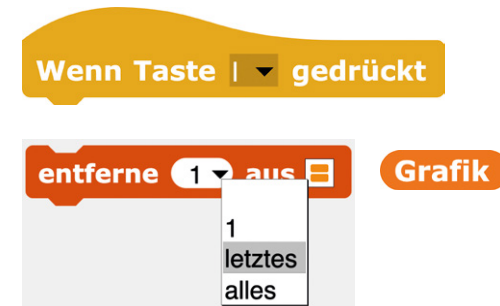 Wenn Taste l gedrückt
entferne 1 aus Grafik
1
letztes
alles